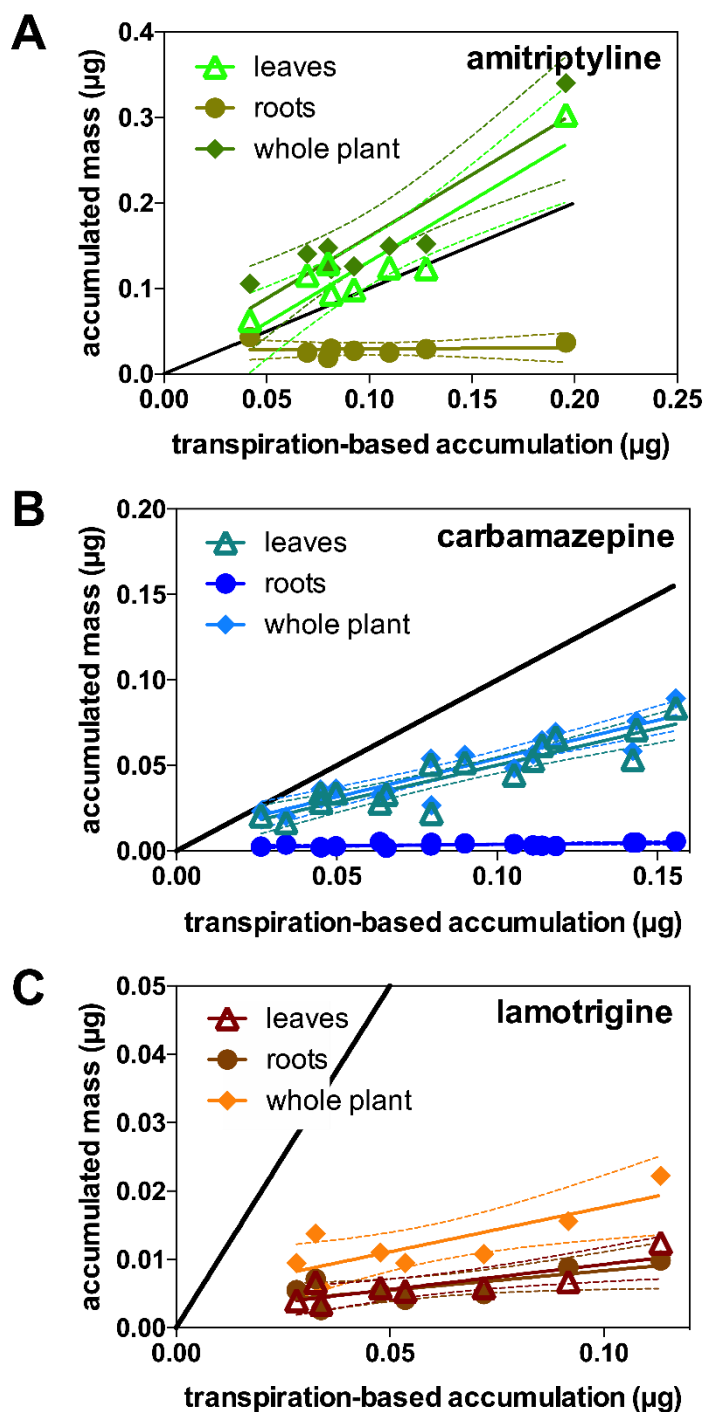 A
amitriptyline
leaves
roots
whole plant
accumulated mass (µg)
0.4
0.3
0.2
0.1
0.0
0.00 0.05 0.10 0.15 0.20 0.25
transpiration-based accumulation (µg)
B
carbamazepine
leaves
roots
whole plant
accumulated mass (µg)
0.20
0.15
0.10
0.05
0.00
0.00 0.05 0.10 0.15
transpiration-based accumulation (µg)
C
lamotrigine
leaves
roots
whole plant
accumulated mass (µg)
0.05
0.04
0.03
0.02
0.01
0.00
0.00 0.05 0.10
transpiration-based accumulation (µg)